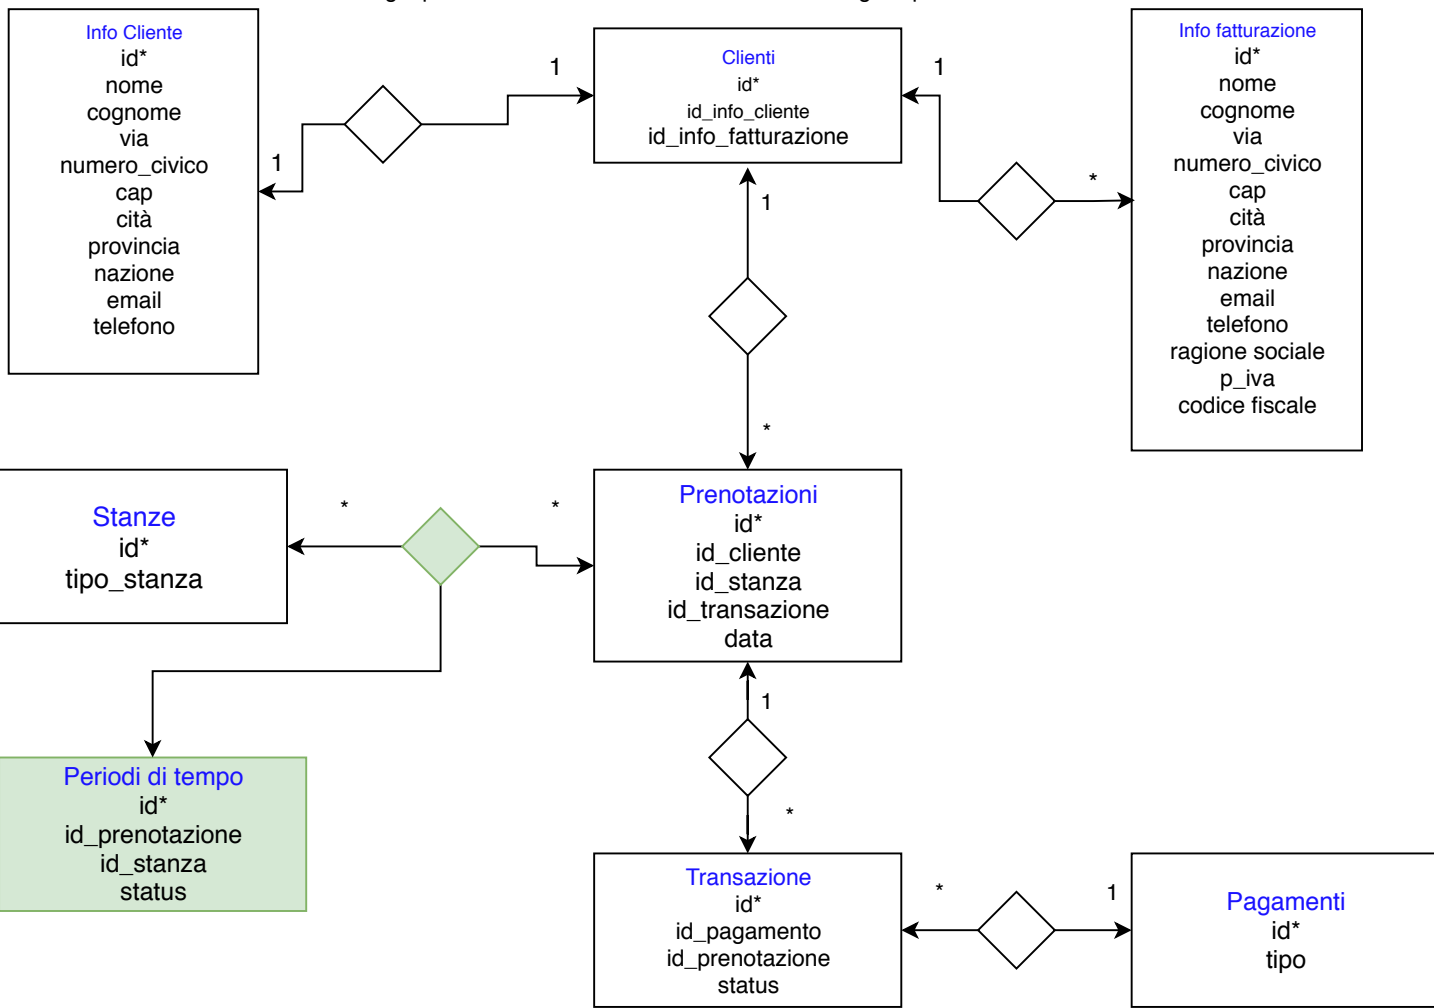 Info Cliente
id*
nome
cognome
via
numero_civico
cap
cità
provincia
nazione
email
telefono
1
1
Clienti
id*
id_info_cliente
id_info_fatturazione
1
*
Info fatturazione
id*
nome
cognome
via
numero_civico
cap
cità
provincia
nazione
email
telefono
ragione sociale
p_iva
codice fiscale
1
*
Stanze
id*
tipo_stanza
*
*
Prenotazioni
id*
id_cliente
id_stanza
id_transazione
data
Periodi di tempo
id*
id_prenotazione
id_stanza
status
1
*
Transazione
id*
id_pagamento
id_prenotazione
status
*
1
Pagamenti
id*
tipo